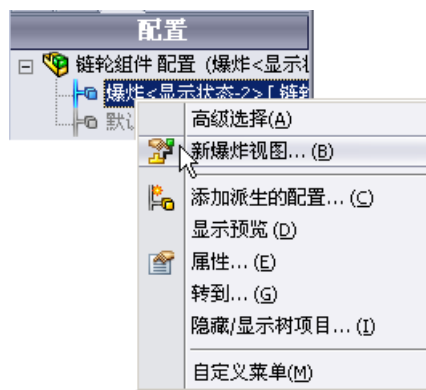 配置
链轮组件 配置 (爆炸<显示
爆炸<显示状态-2>[ 链
默
高级选择(A)
新爆炸视图... (B)
添加派生的配置... (C)
显示预览 (D)
属性... (E)
转到... (G)
隐藏/显示树项目... (I)
自定义菜单(M)